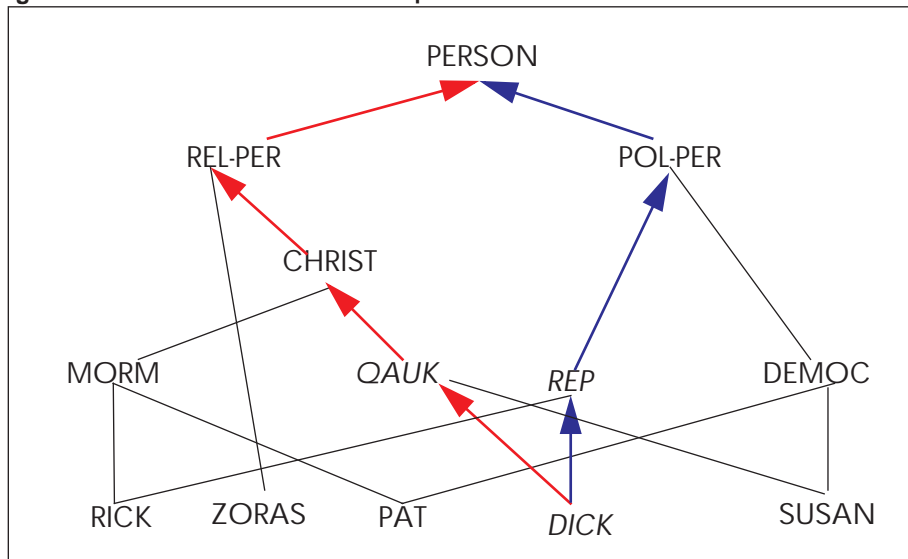 PERSON
REL-PER POL-PER
CHRIST
MORM QAUK REP DEMOC
RICK ZORAS PAT DICK SUSAN